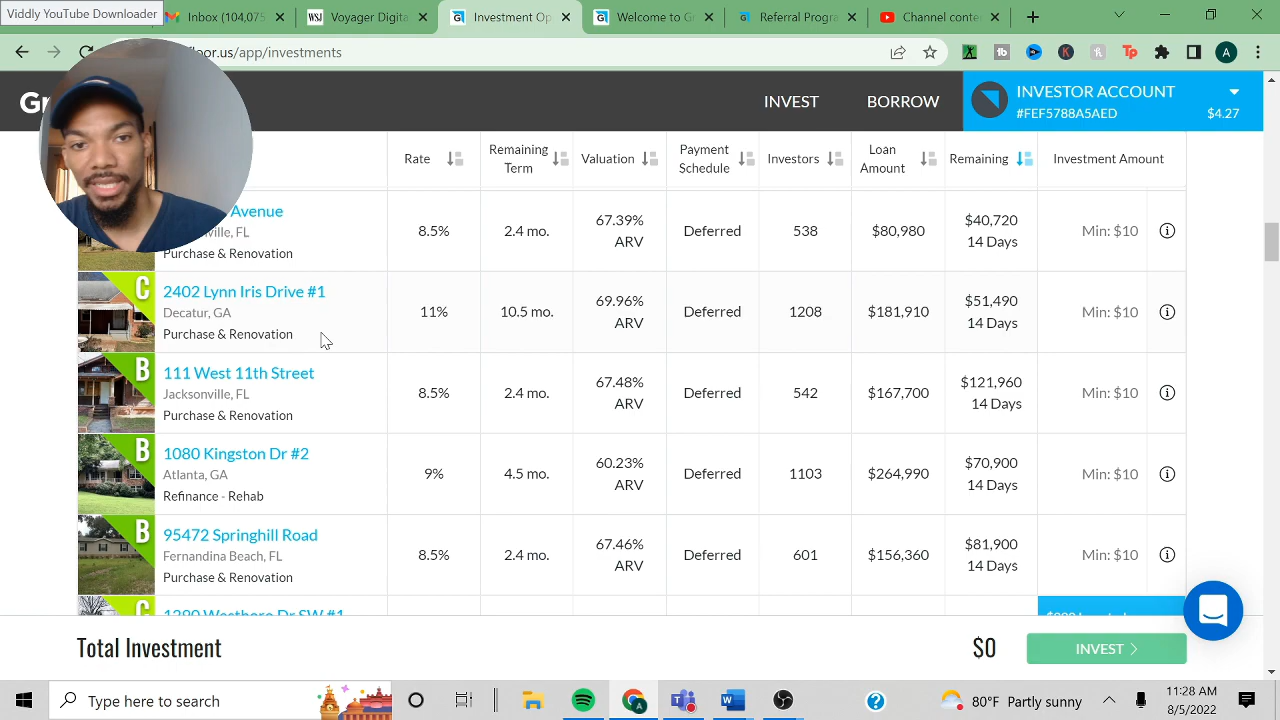 Viddly YouTube Downloader
Inbox (104,075
Voyager Digita
Investment Op
Welcome to G
Referral Progra
Channel conte
floor.us/app/investments
A
Gr
INVEST
BORROW
INVESTOR ACCOUNT
#FEF5788A5AED
$4.27
Rate
Remaining Term
Valuation
Payment Schedule
Investors
Loan Amount
Remaining
Investment Amount
Avenue
ville, FL
Purchase & Renovation
8.5%
2.4 mo.
67.39% ARV
Deferred
538
$80,980
$40,720
14 Days
Min: $10
C
2402 Lynn Iris Drive #1
Decatur, GA
Purchase & Renovation
11%
10.5 mo.
69.96% ARV
Deferred
1208
$181,910
$51,490
14 Days
Min: $10
B
111 West 11th Street
Jacksonville, FL
Purchase & Renovation
8.5%
2.4 mo.
67.48% ARV
Deferred
542
$167,700
$121,960
14 Days
Min: $10
B
1080 Kingston Dr #2
Atlanta, GA
Refinance - Rehab
9%
4.5 mo.
60.23% ARV
Deferred
1103
$264,990
$70,900
14 Days
Min: $10
B
95472 Springhill Road
Fernandina Beach, FL
Purchase & Renovation
8.5%
2.4 mo.
67.46% ARV
Deferred
601
$156,360
$81,900
14 Days
Min: $10
Total Investment
$0
INVEST
Type here to search
80°F Partly sunny
11:28 AM
8/5/2022